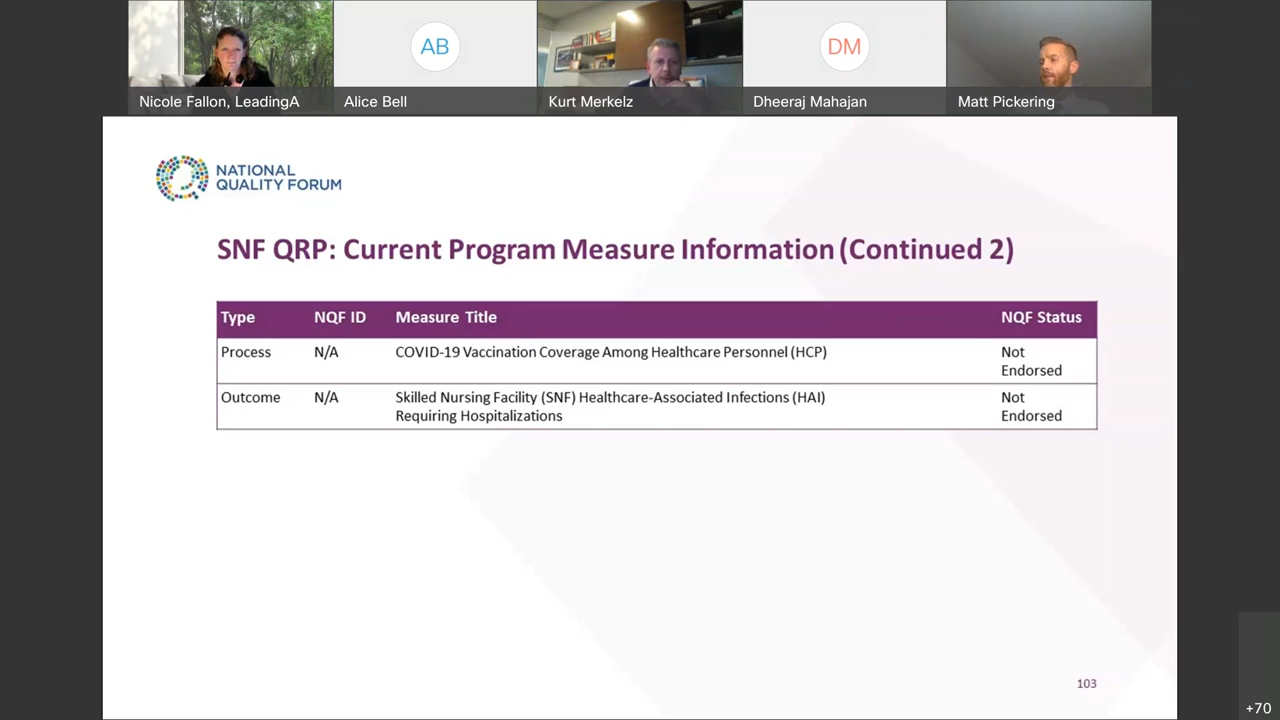 AB
DM
Nicole Fallon, LeadingA
Alice Bell
Kurt Merkelz
Dheeraj Mahajan
Matt Pickering
NATIONAL
QUALITY FORUM
SNF QRP: Current Program Measure Information (Continued 2)
Type NQF ID Measure Title NQF Status
Process N/A COVID-19 Vaccination Coverage Among Healthcare Personnel (HCP) Not
Endorsed
Outcome N/A Skilled Nursing Facility (SNF) Healthcare-Associated Infections (HAI) Not
Requiring Hospitalizations Endorsed
103
+70